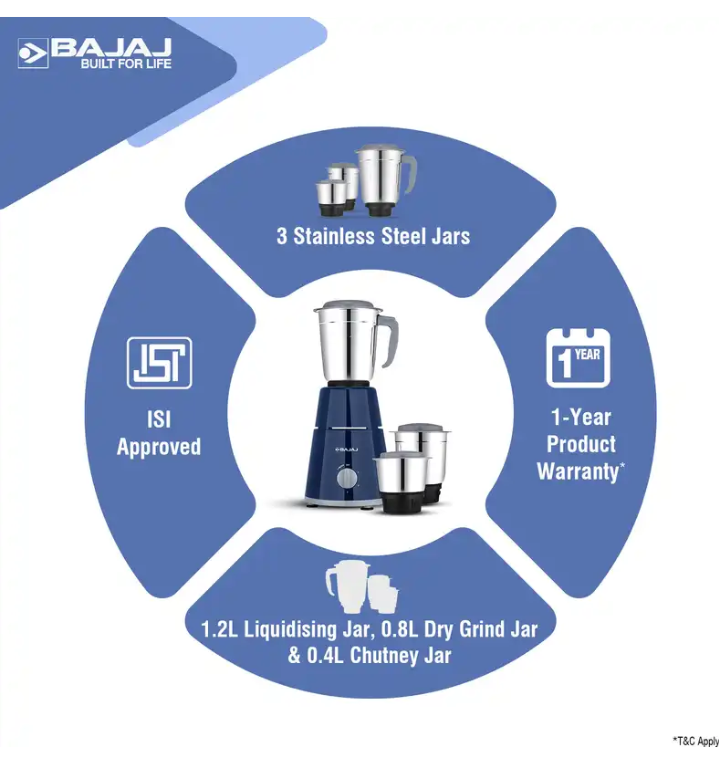 BAJAJ
BUILT FOR LIFE
3 Stainless Steel Jars
ISI
ISI
Approved
BAJAJ
1 YEAR
1-Year
Product
Warranty*
1.2L Liquidising Jar, 0.8L Dry Grind Jar
& 0.4L Chutney Jar
*T&C Apply